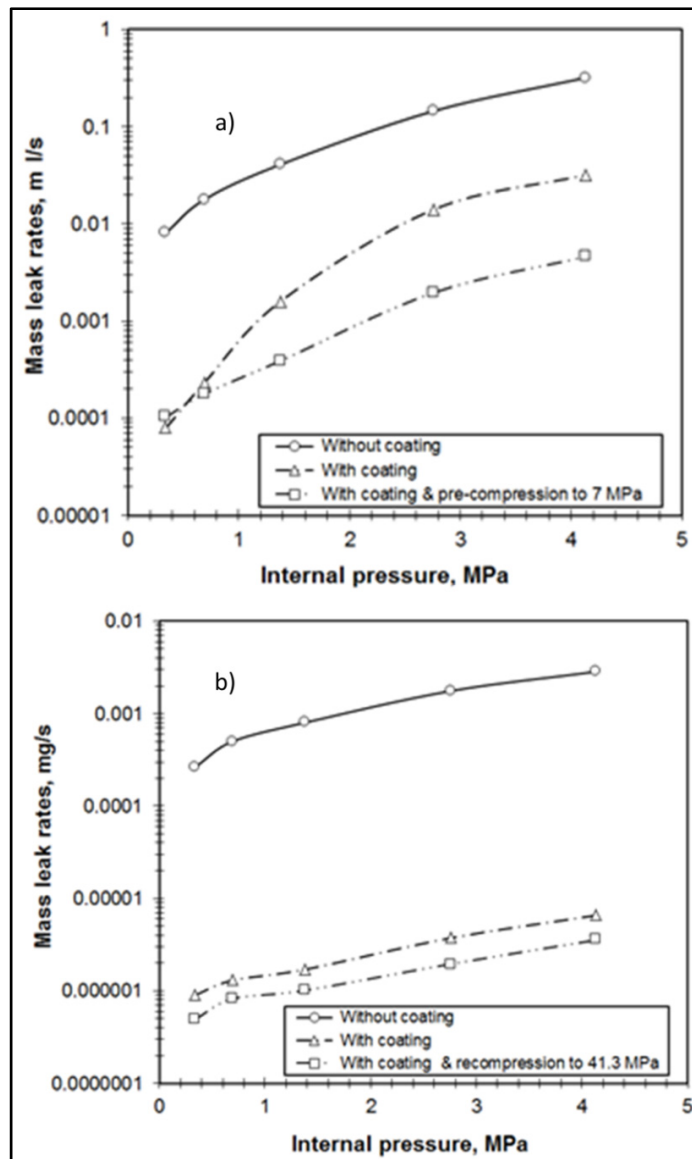 a)
Mass leak rates, m l/s
1
0.1
0.01
0.001
0.0001
0.00001
Without coating
With coating
With coating & pre-compression to 7 MPa
0 1 2 3 4 5
Internal pressure, MPa
b)
Mass leak rates, mg/s
0.01
0.001
0.0001
0.00001
0.000001
0.0000001
Without coating
With coating
With coating & recompression to 41.3 MPa
0 1 2 3 4 5
Internal pressure, MPa